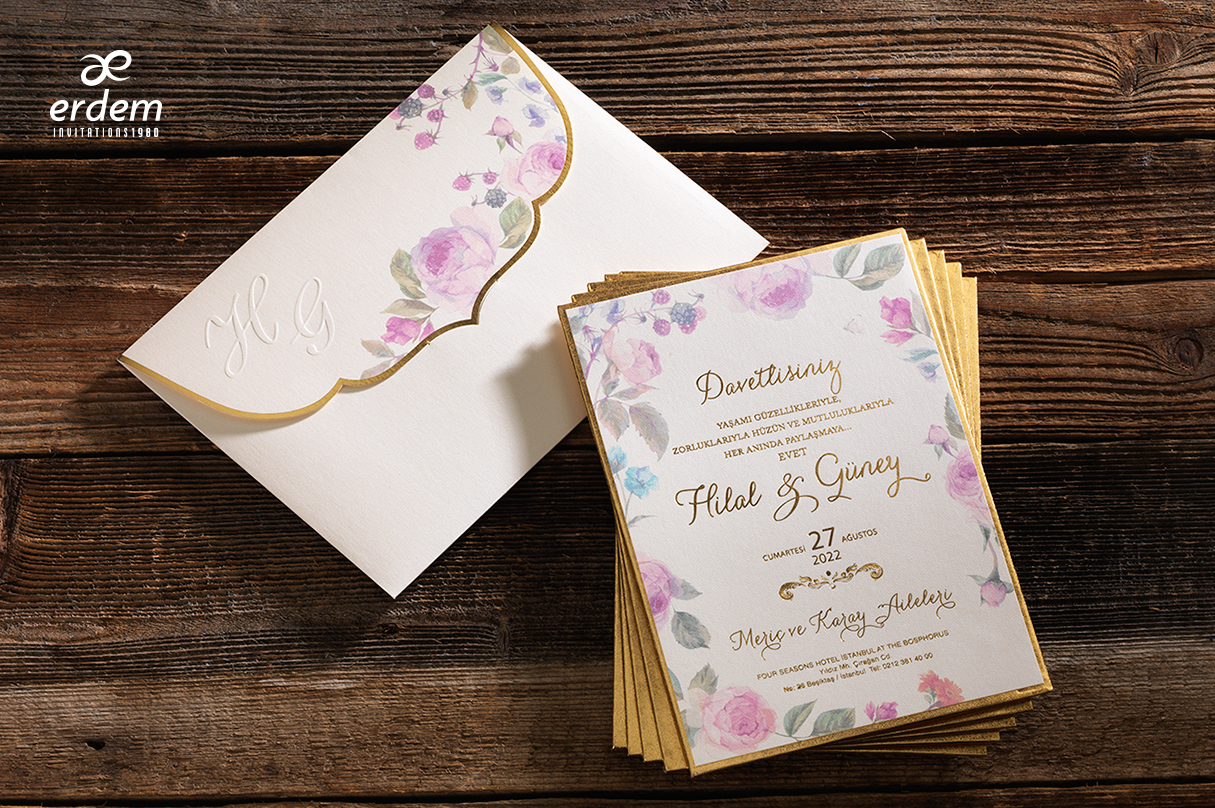 erdem
INVITATIONS1980
H G
Davetlisiniz
YAŞAMI GÜZELLİKLERİYLE,
ZORLUKLARIYLA HÜZÜN VE MUTLULUKLARIYLA
HER ANINDA PAYLAŞMAYA...
EVET
Hilal & Güney
CUMARTESİ 27 AĞUSTOS
2022
Meriç ve Karay Aileleri
FOUR SEASONS HOTEL ISTANBUL AT THE BOSPHORUS
Yıldız Mh. Çırağan Cd.
No: 28 Beşiktaş / İstanbul Tel: 0212 381 40 00